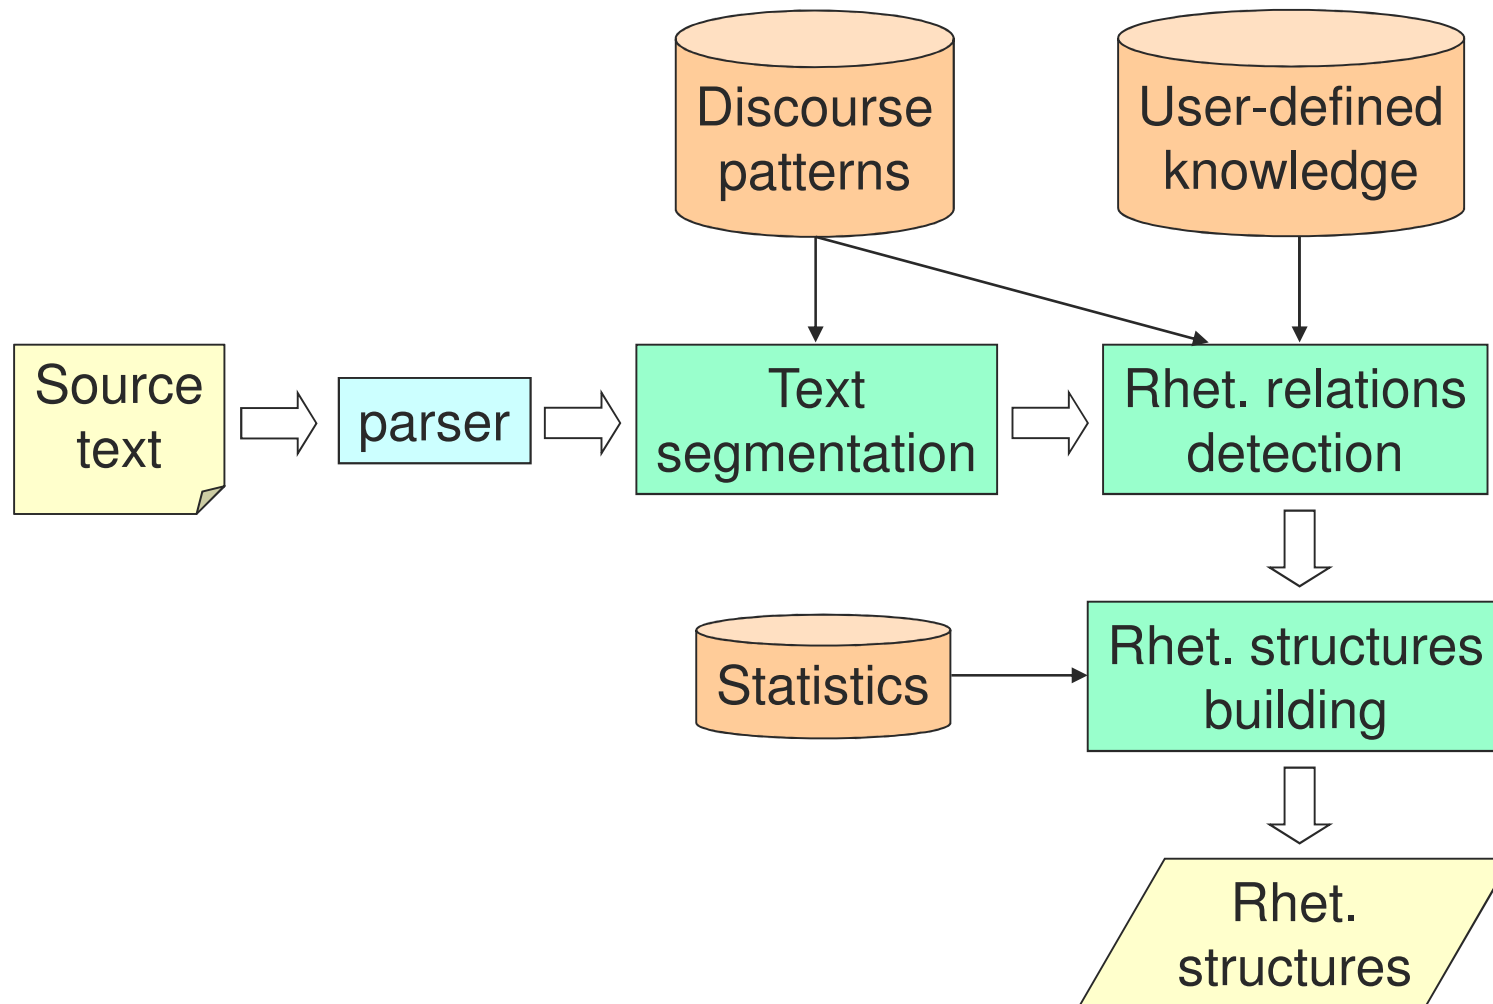 Discourse
patterns
User-defined
knowledge
Source
text
parser
Text
segmentation
Rhet. relations
detection
Statistics
Rhet. structures
building
Rhet.
structures